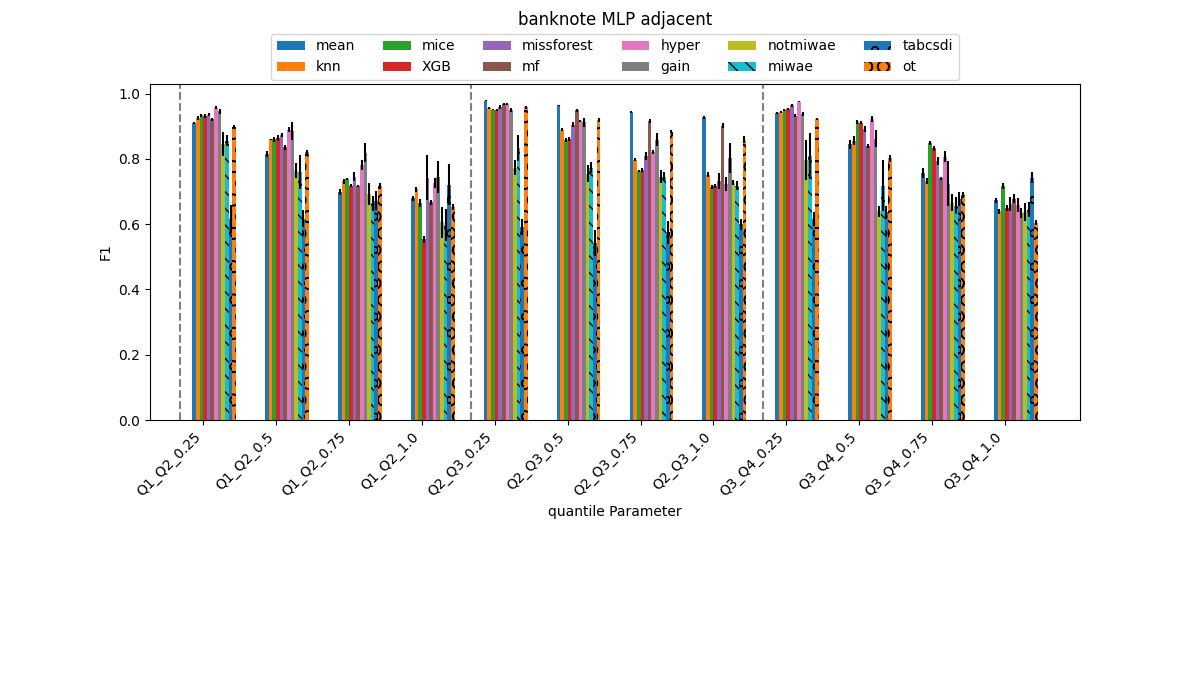 banknote MLP adjacent
mean mice missforest hyper notmiwae tabcsdi
knn XGB mf gain miwae ot
1.0
0.8
0.6
0.4
0.2
0.0
F1
Q1_Q2_0.25 Q1_Q2_0.5 Q1_Q2_0.75 Q1_Q2_1.0 Q2_Q3_0.25 Q2_Q3_0.5 Q2_Q3_0.75 Q2_Q3_1.0 Q3_Q4_0.25 Q3_Q4_0.5 Q3_Q4_0.75 Q3_Q4_1.0
quantile Parameter